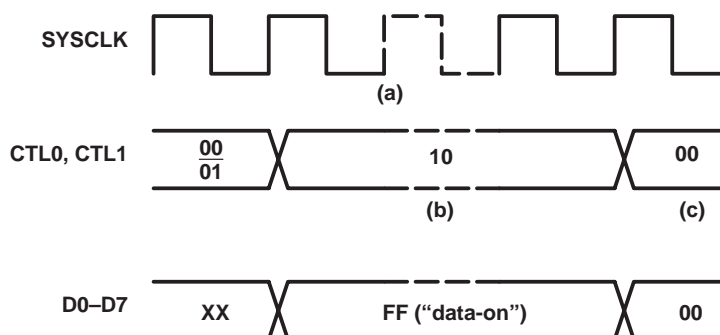 SYSCLK
(a)
CTL0, CTL1 00 10 00
01
(b) (c)
D0–D7 XX FF (“data-on”) 00